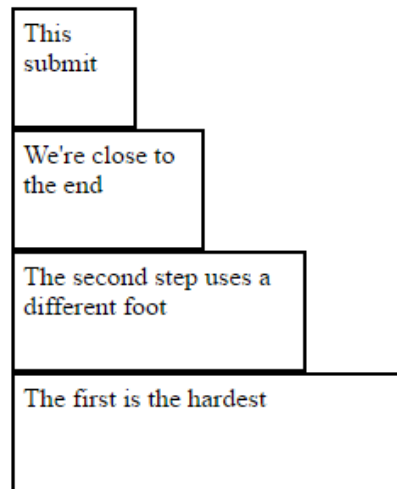 This
submit
We're close to
the end
The second step uses a
different foot
The first is the hardest